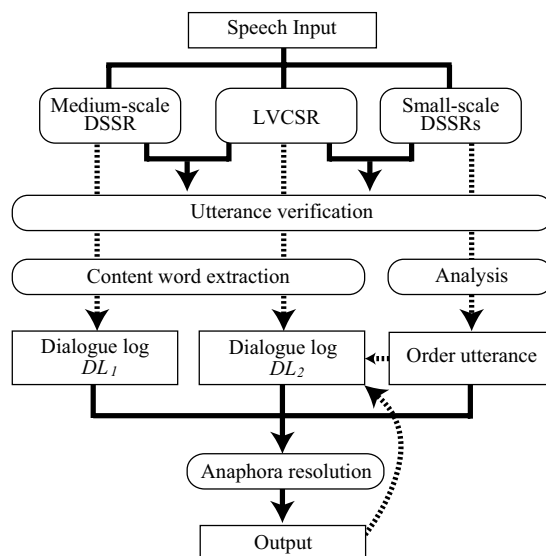 Speech Input
Medium-scale
DSSR
LVCSR
Small-scale
DSSRs
Utterance verification
Content word extraction
Analysis
Dialogue log
DL1
Dialogue log
DL2
Order utterance
Anaphora resolution
Output